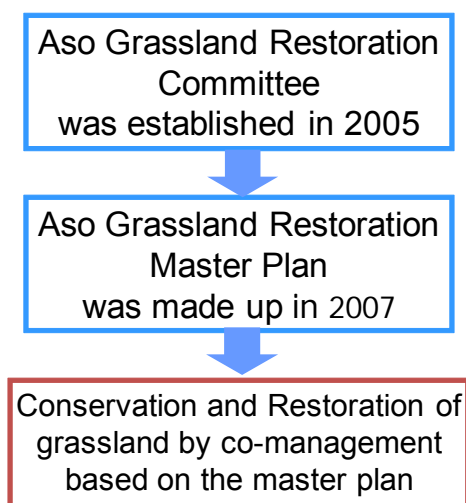 Aso Grassland Restoration
Committee
was established in 2005
Aso Grassland Restoration
Master Plan
was made up in 2007
Conservation and Restoration of
grassland by co-management
based on the master plan